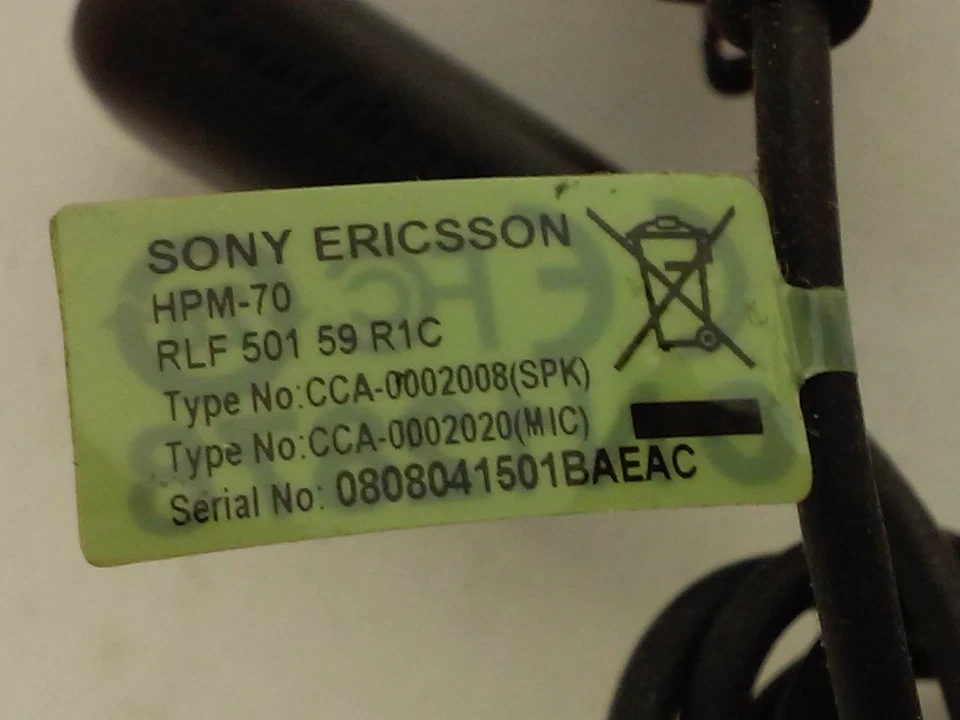 SONY ERICSSON
HPM-70
RLF 501 59 R1C
Type No:CCA-0002008(SPK)
Type No:CCA-0002020(MIC)
Serial No: 0808041501BAEAC